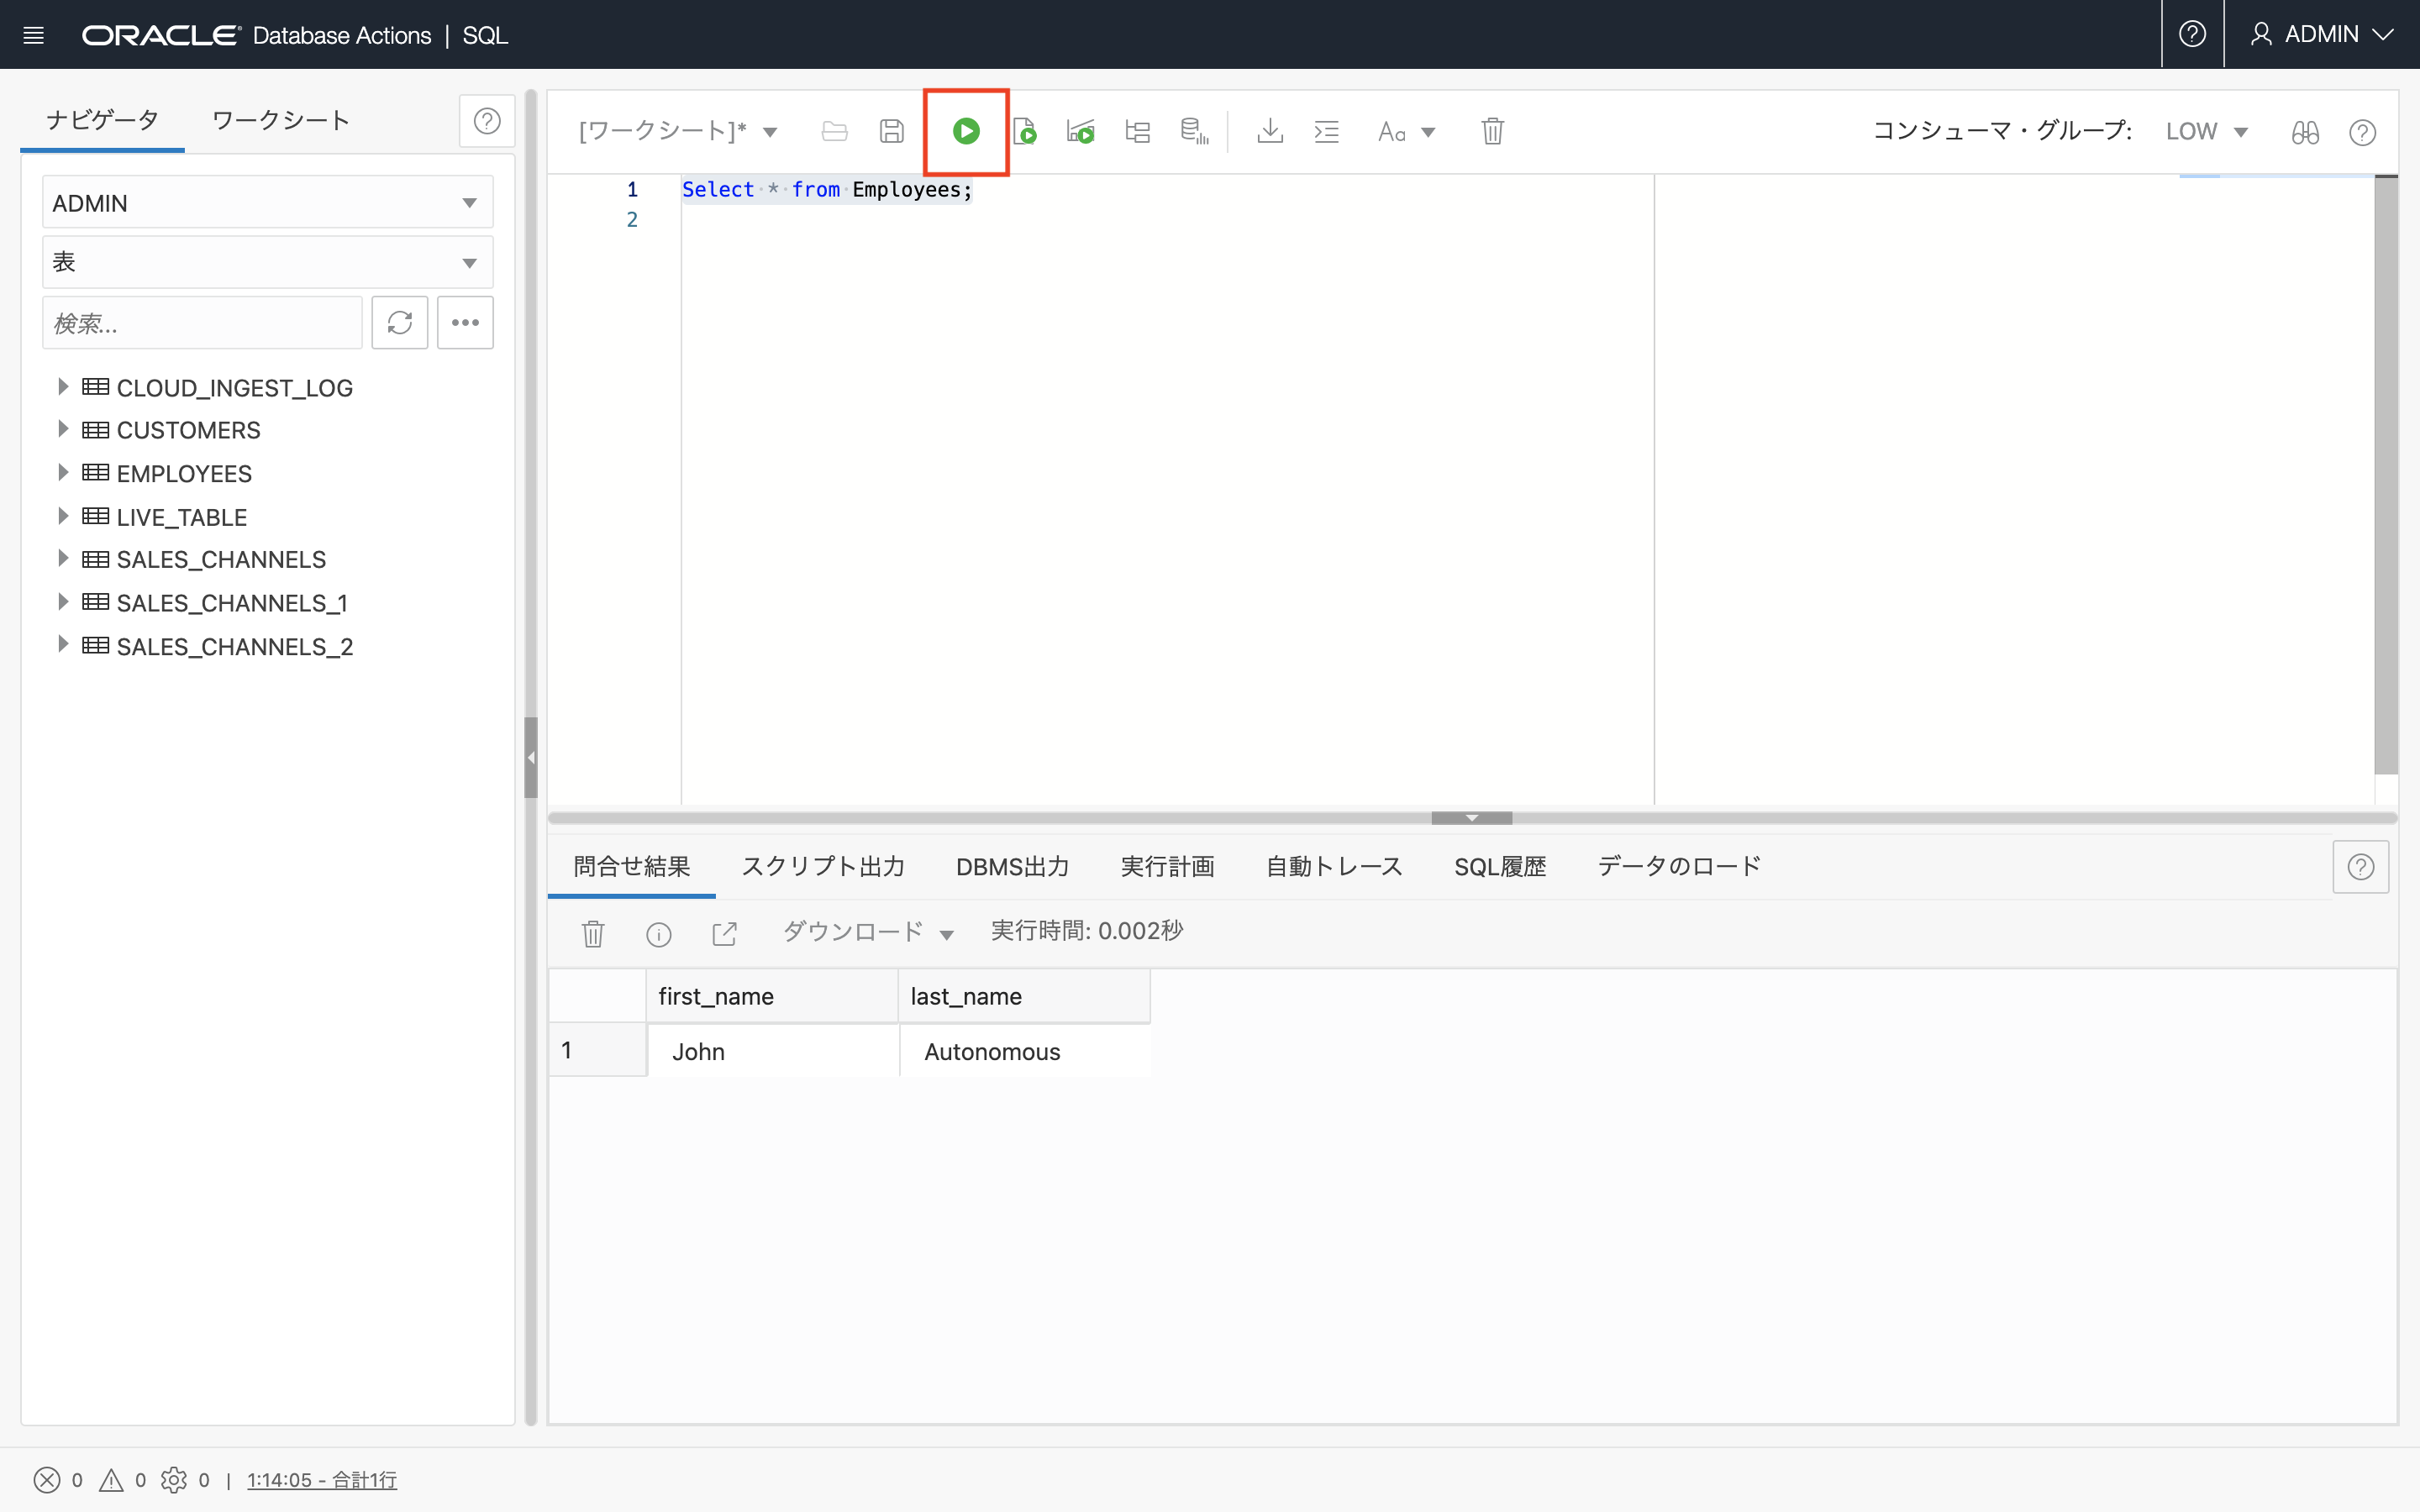 ORACLE Database Actions | SQL
ADMIN
ナビゲータ ワークシート
ADMIN
表
検索...
CLOUD_INGEST_LOG
CUSTOMERS
EMPLOYEES
LIVE_TABLE
SALES_CHANNELS
SALES_CHANNELS_1
SALES_CHANNELS_2
[ワークシート]* Aa コンシューマ・グループ: LOW
1 Select * from Employees;
2
問合せ結果 スクリプト出力 DBMS出力 実行計画 自動トレース SQL履歴 データのロード
ダウンロード 実行時間: 0.002秒
first_name last_name
1 John Autonomous
0 0 0 | 1:14:05 - 合計1行